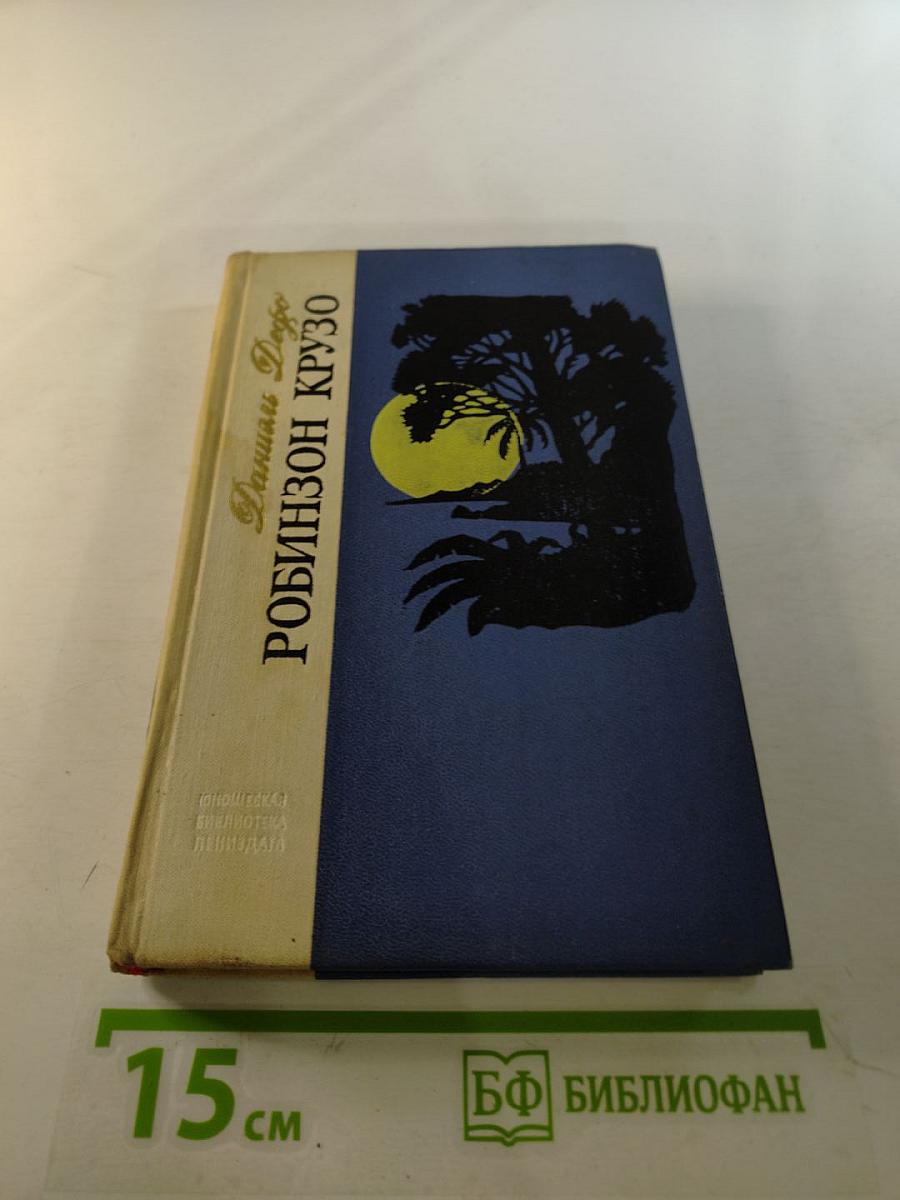 Даниэль Дефо
РОБИНЗОН КРУЗО
ЮНОШЕСКАЯ
БИБЛИОТЕКА
ЛЕНИЗДАТА
15 см
БФ БИБЛИОФАН